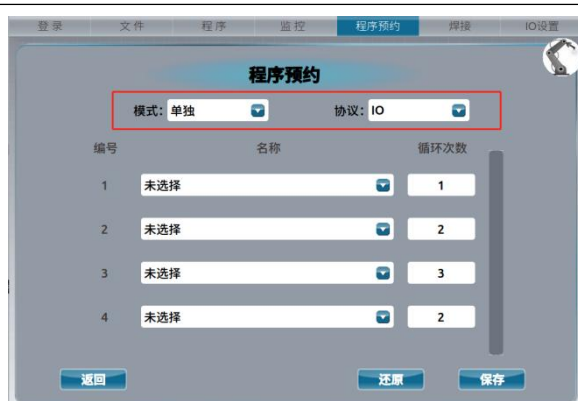 登录 文件 程序 监控 程序预约 焊接 IO设置
程序预约
模式: 单独 协议: IO
编号 名称 循环次数
1 未选择 1
2 未选择 2
3 未选择 3
4 未选择 2
返回 还原 保存